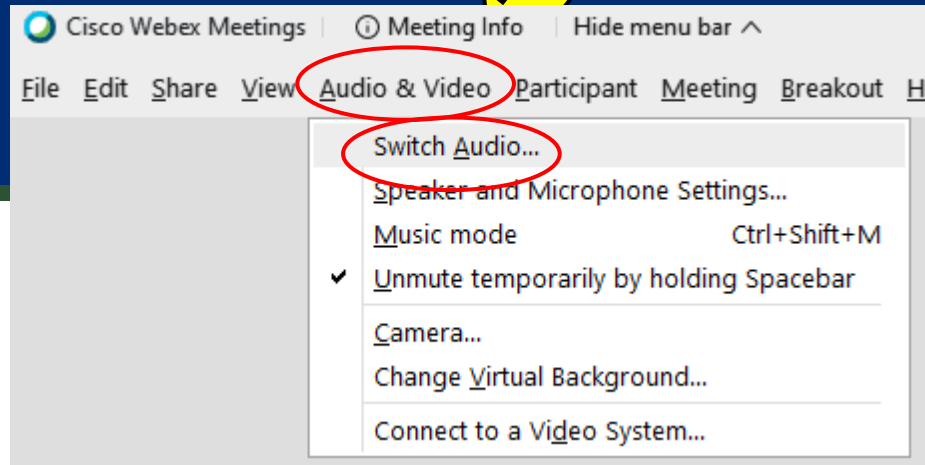 Cisco Webex Meetings Meeting Info Hide menu bar
File Edit Share View Audio & Video Participant Meeting Breakout H
Switch Audio...
Speaker and Microphone Settings...
Music mode Ctrl+Shift+M
Unmute temporarily by holding Spacebar
Camera...
Change Virtual Background...
Connect to a Video System...